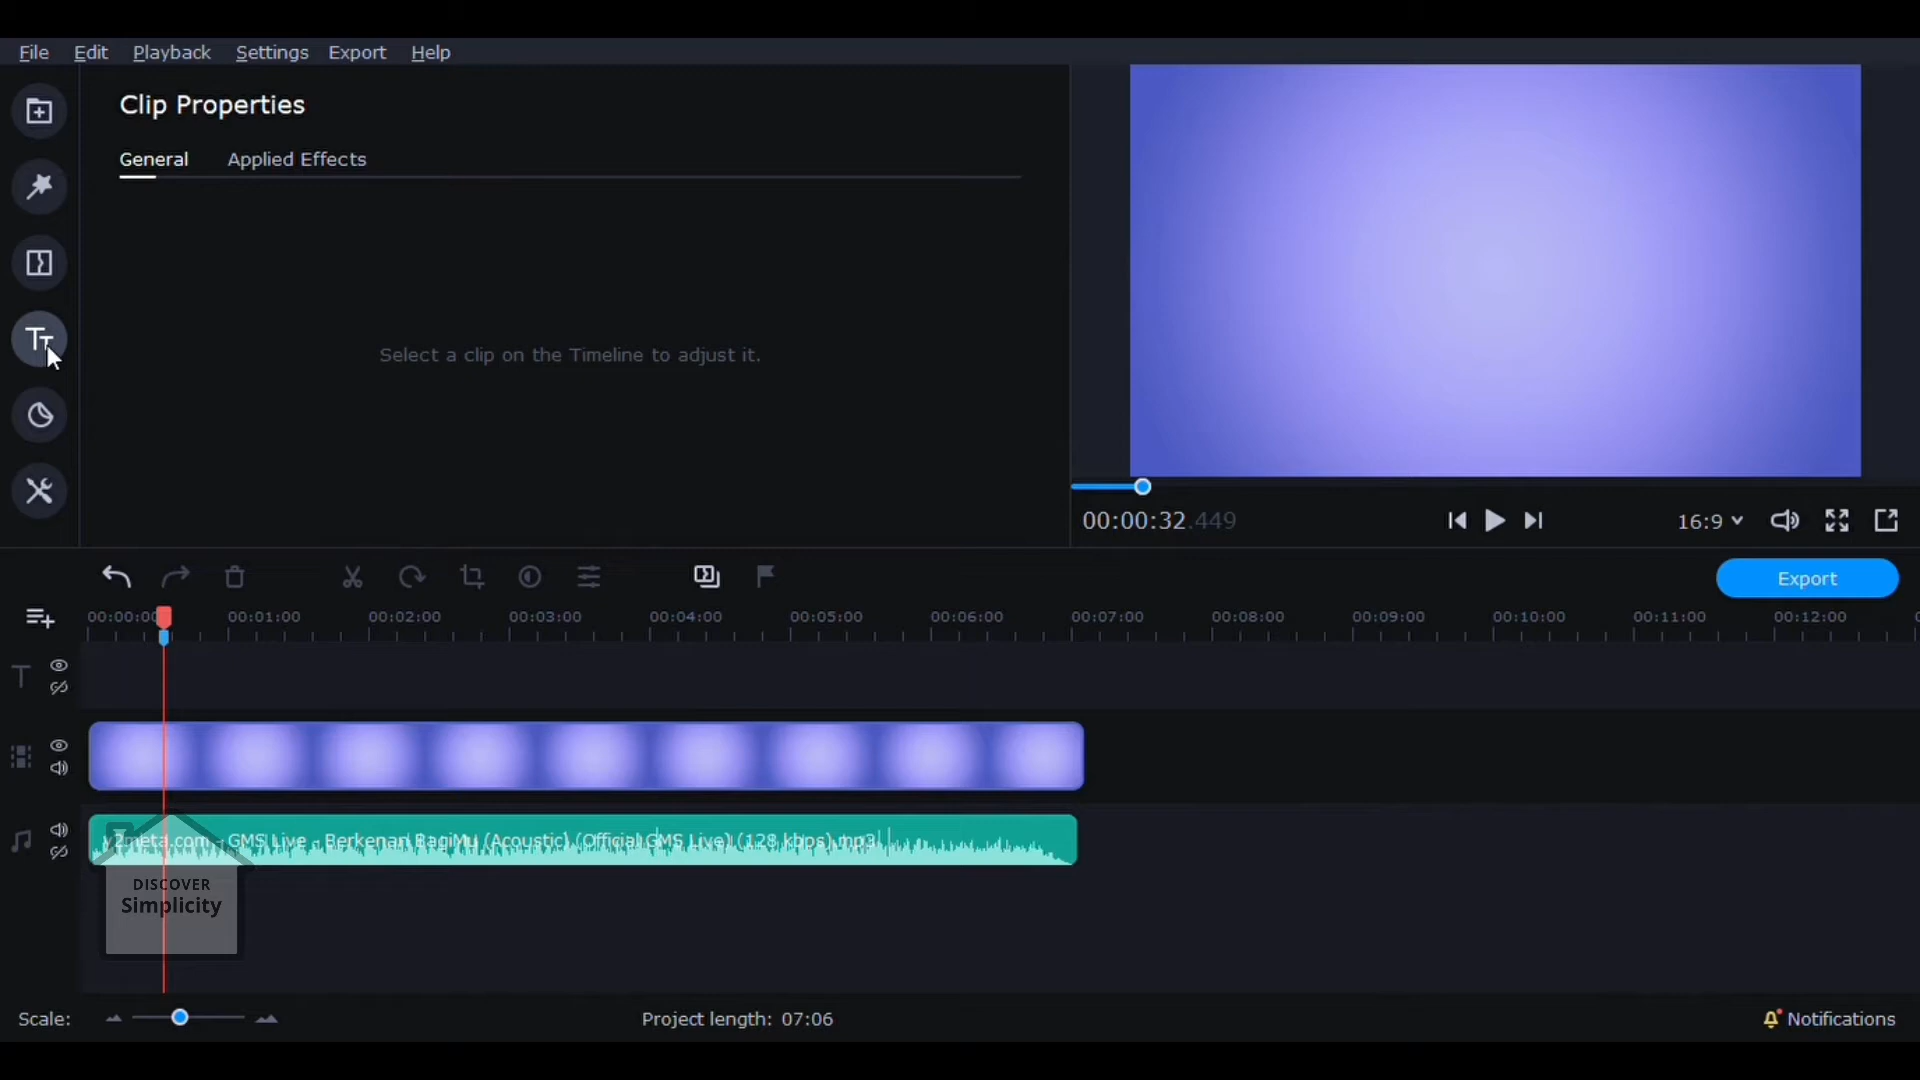 File Edit Playback Settings Export Help
Clip Properties
General Applied Effects
Select a clip on the Timeline to adjust it.
00:00:32.449
16:9
Export
00:00:00 00:01:00 00:02:00 00:03:00 00:04:00 00:05:00 00:06:00 00:07:00 00:08:00 00:09:00 00:10:00 00:11:00 00:12:00
y2meta.com - GMS Live - Berkenan BagiMu (Acoustic) (Official GMS Live) (128 kbps).mp3
DISCOVER
Simplicity
Scale:
Project length: 07:06
Notifications